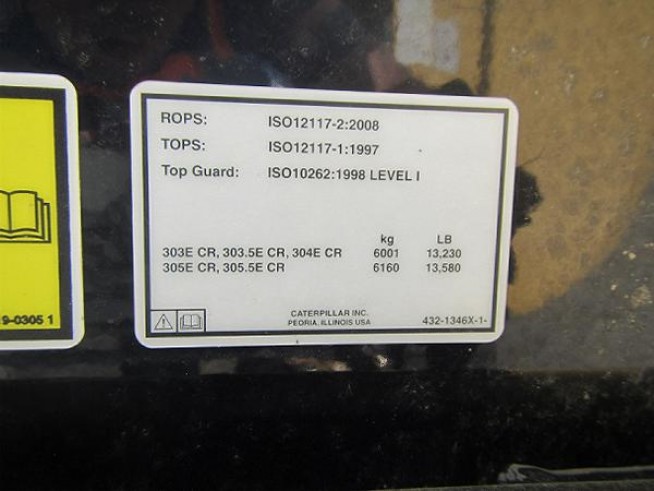 ROPS: ISO12117-2:2008
TOPS: ISO12117-1:1997
Top Guard: ISO10262:1998 LEVEL I
kg LB
303E CR, 303.5E CR, 304E CR 6001 13,230
305E CR, 305.5E CR 6160 13,580
CATERPILLAR INC.
PEORIA, ILLINOIS USA
432-1346X-1-
9-0305 1